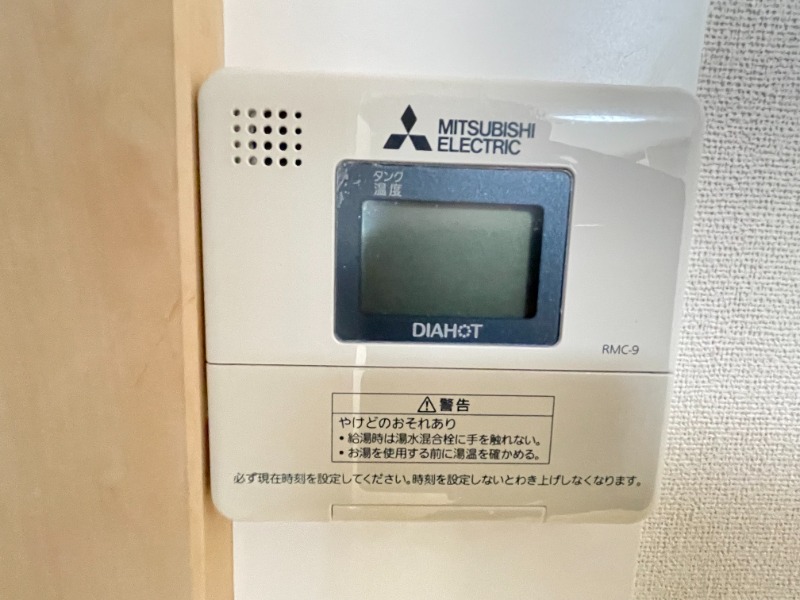 MITSUBISHI
ELECTRIC
タンク
温度
DIAHOT
RMC-9
⚠警告
やけどのおそれあり
・給湯時は湯水混合栓に手を触れない。
・お湯を使用する前に湯温を確かめる。
必ず現在時刻を設定してください。時刻を設定しないとわき上げしなくなります。